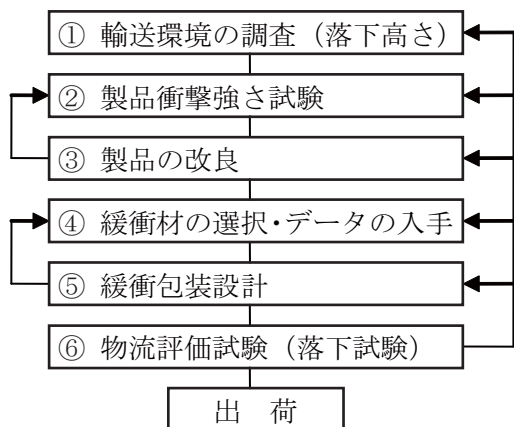 ① 輸送環境の調査（落下高さ）
② 製品衝撃強さ試験
③ 製品の改良
④ 緩衝材の選択・データの入手
⑤ 緩衝包装設計
⑥ 物流評価試験（落下試験）
出 荷